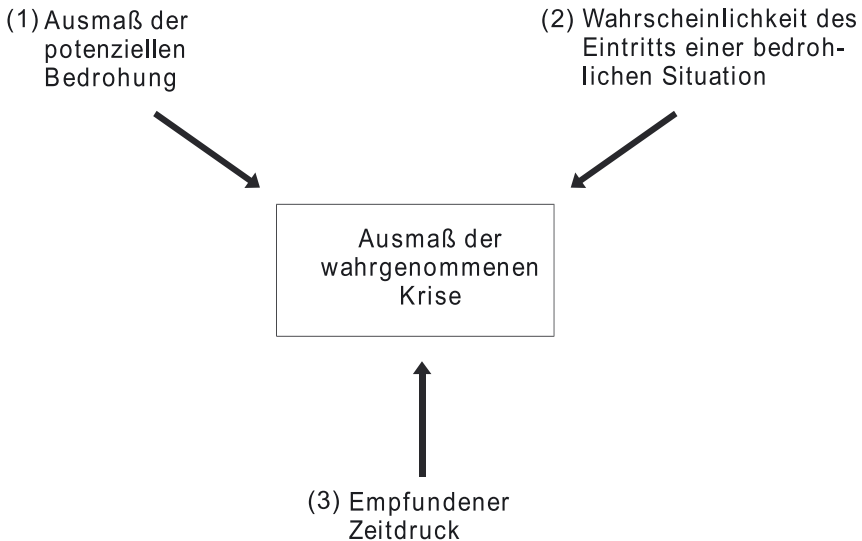 (1) Ausmaß der
potenziellen
Bedrohung
(2) Wahrscheinlichkeit des
Eintritts einer bedroh-
lichen Situation
Ausmaß der
wahrgenommenen
Krise
(3) Empfundener
Zeitdruck